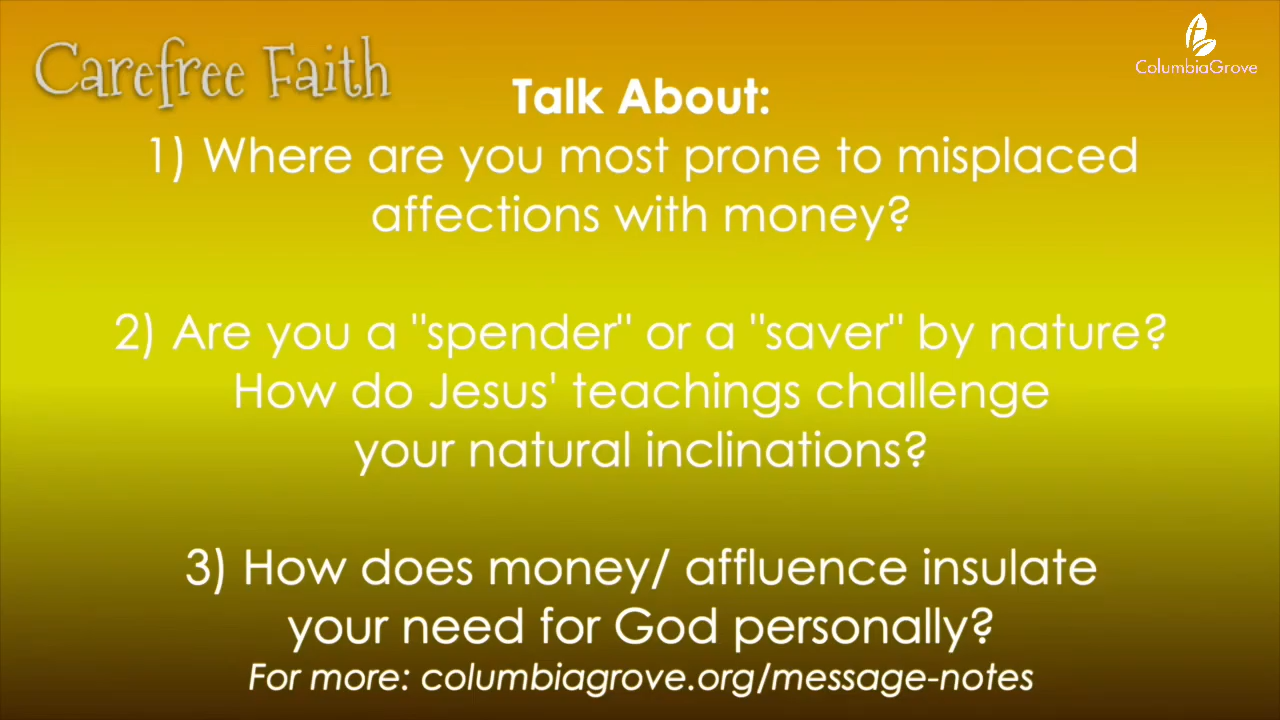 Carefree Faith
ColumbiaGrove
Talk About:
1) Where are you most prone to misplaced
affections with money?
2) Are you a "spender" or a "saver" by nature?
How do Jesus' teachings challenge
your natural inclinations?
3) How does money/ affluence insulate
your need for God personally?
For more: columbiagrove.org/message-notes